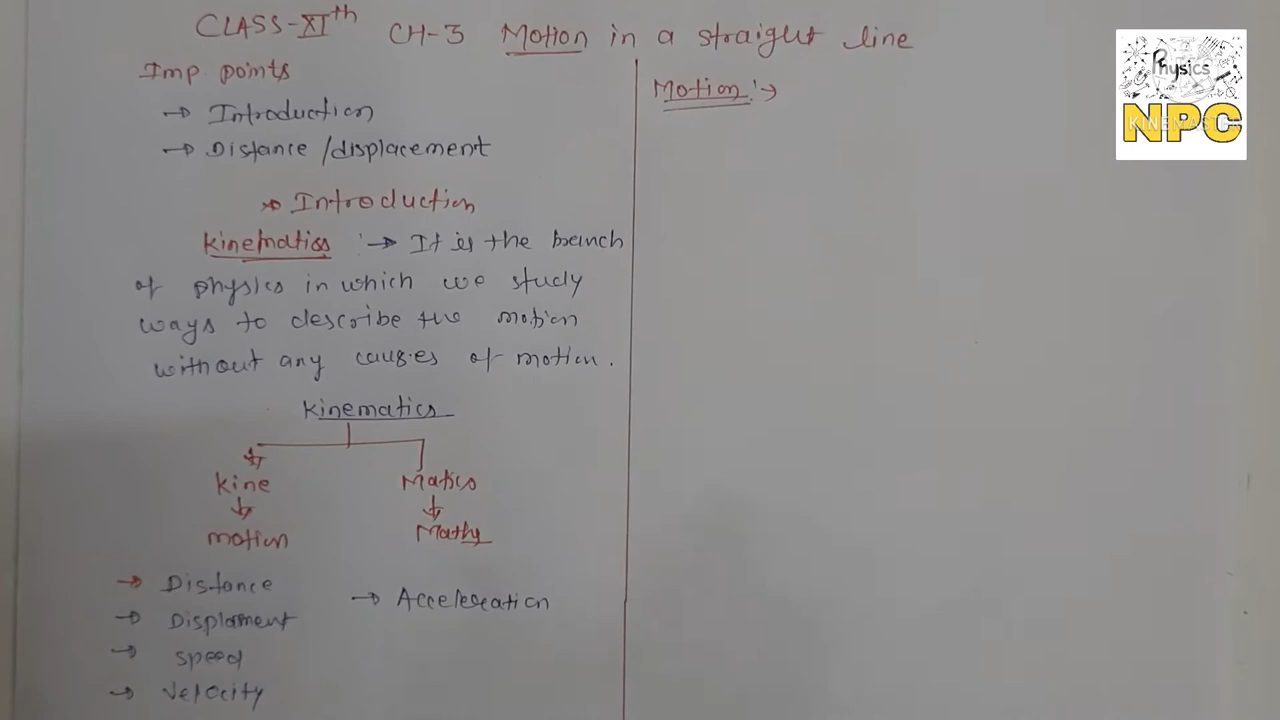 CLASS-XIth CH-3 Motion in a straight line
Imp points
→ Introduction
→ Distance/displacement
* Introduction
Kinematics :→ It is the branch
of physics in which we study
ways to describe the motion
without any causes of motion.
Kinematics
Kine Matics
↓ ↓
motion Maths
→ Distance
→ Displament
→ speed
→ Velocity
→ Acceleration
Motion :→
Physics
NPC
KINEMASTER